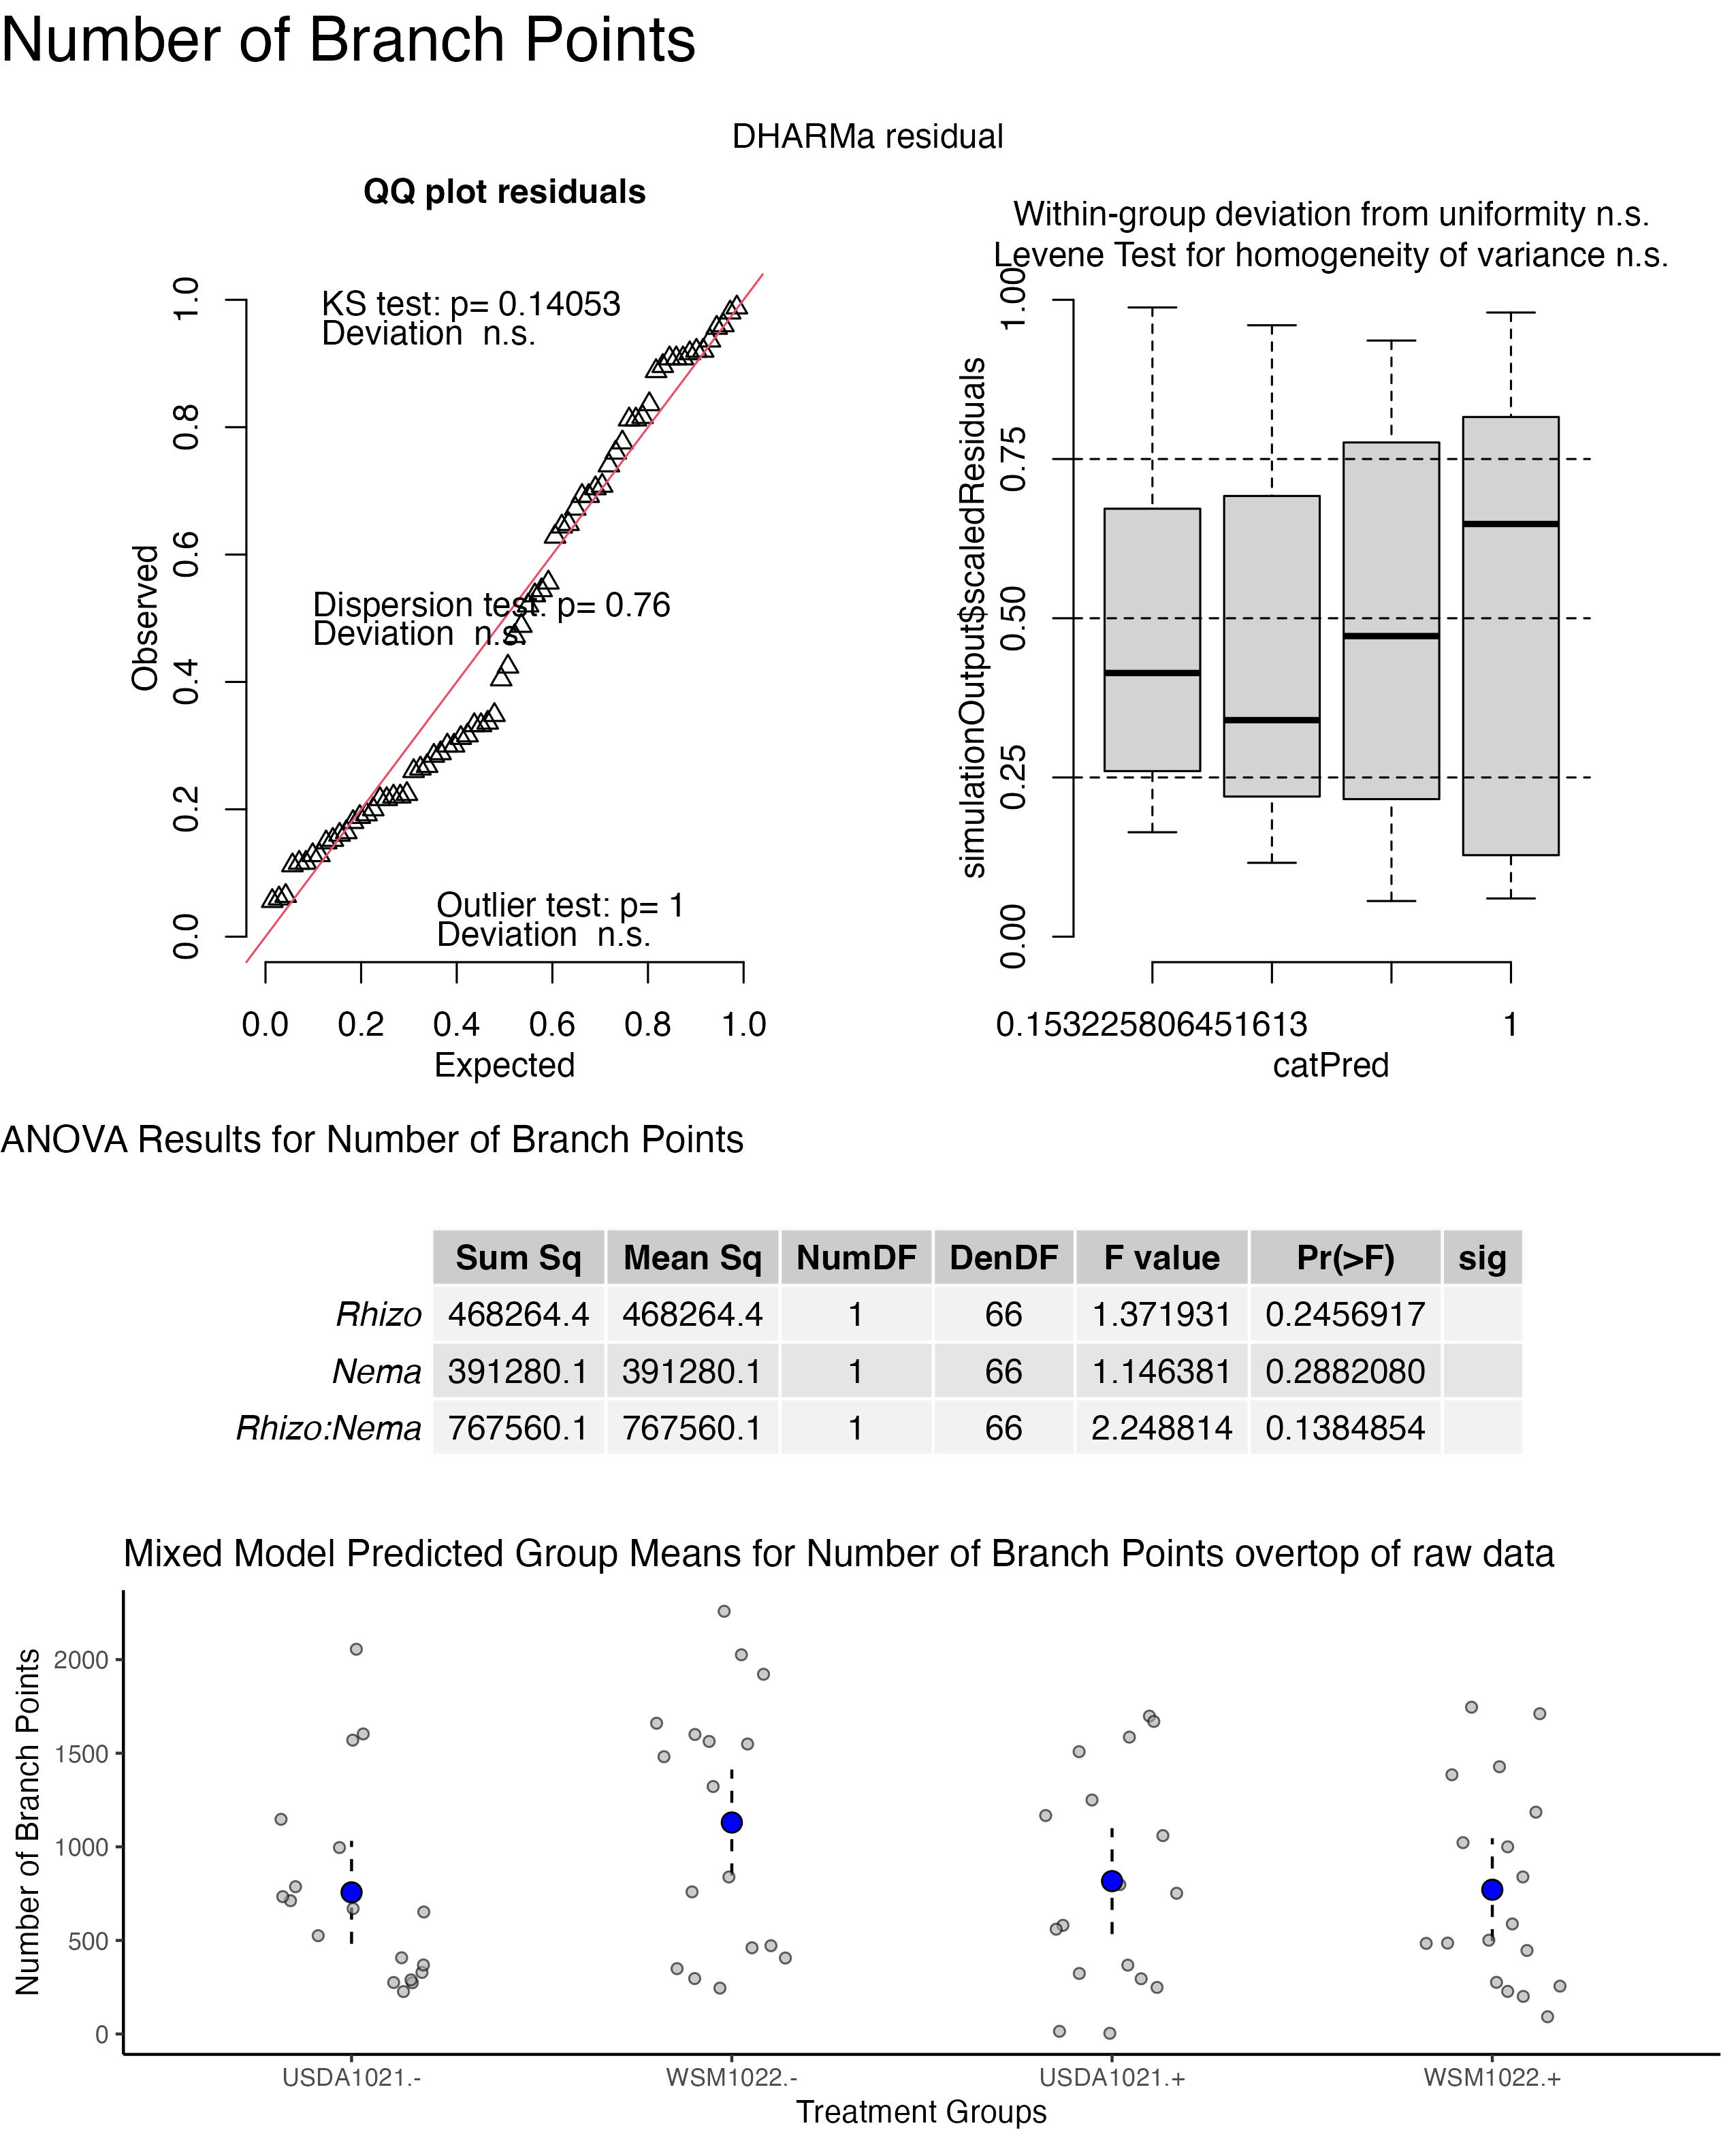 Number of Branch Points
DHARMa residual
QQ plot residuals
KS test: p= 0.14053
Deviation n.s.
Dispersion test: p= 0.76
Deviation n.s.
Outlier test: p= 1
Deviation n.s.
Observed
0.0
0.2
0.4
0.6
0.8
1.0
0.0 0.2 0.4 0.6 0.8 1.0
Expected
Within-group deviation from uniformity n.s.
Levene Test for homogeneity of variance n.s.
simulationOutput$scaledResiduals
0.00
0.25
0.50
0.75
1.00
0.153225806451613 1
catPred
ANOVA Results for Number of Branch Points
Sum Sq Mean Sq NumDF DenDF F value Pr(>F) sig
Rhizo 468264.4 468264.4 1 66 1.371931 0.2456917
Nema 391280.1 391280.1 1 66 1.146381 0.2882080
Rhizo:Nema 767560.1 767560.1 1 66 2.248814 0.1384854
Mixed Model Predicted Group Means for Number of Branch Points overtop of raw data
Number of Branch Points
2000
1500
1000
500
0
USDA1021.- WSM1022.- USDA1021.+ WSM1022.+
Treatment Groups